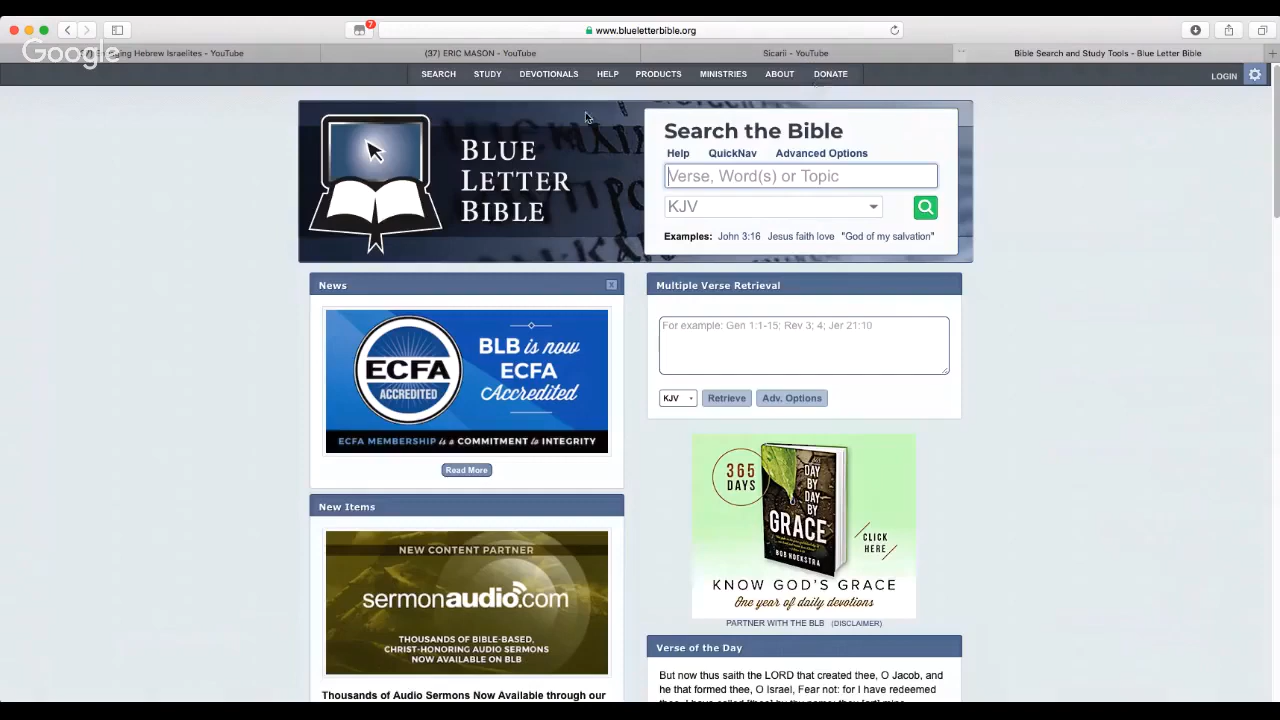 www.blueletterbible.org
7
Hebrew Israelites - YouTube
(37) ERIC MASON - YouTube
Sicarii - YouTube
Bible Search and Study Tools - Blue Letter Bible
Google
SEARCH STUDY DEVOTIONALS HELP PRODUCTS MINISTRIES ABOUT DONATE
LOGIN
BLUE
LETTER
BIBLE
Search the Bible
Help QuickNav Advanced Options
Verse, Word(s) or Topic
KJV
Examples: John 3:16 Jesus faith love "God of my salvation"
News
X
ECFA
ACCREDITED
BLB is now
ECFA
Accredited
ECFA MEMBERSHIP is a COMMITMENT to INTEGRITY
Read More
New Items
NEW CONTENT PARTNER
sermonaudio.com
THOUSANDS OF BIBLE-BASED,
CHRIST-HONORING AUDIO SERMONS
NOW AVAILABLE ON BLB
Thousands of Audio Sermons Now Available through our
Multiple Verse Retrieval
For example: Gen 1:1-15; Rev 3; 4; Jer 21:10
KJV Retrieve Adv. Options
365
DAYS
DAY
BY DAY
BY
GRACE
BOB HOEKSTRA
CLICK
HERE
KNOW GOD'S GRACE
One year of daily devotions
PARTNER WITH THE BLB (DISCLAIMER)
Verse of the Day
But now thus saith the LORD that created thee, O Jacob, and
he that formed thee, O Israel, Fear not: for I have redeemed